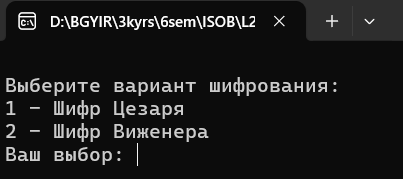 D:\BGYIR\3kyrs\6sem\ISOB\L2
Выберите вариант шифрования:
1 – Шифр Цезаря
2 – Шифр Виженера
Ваш выбор: